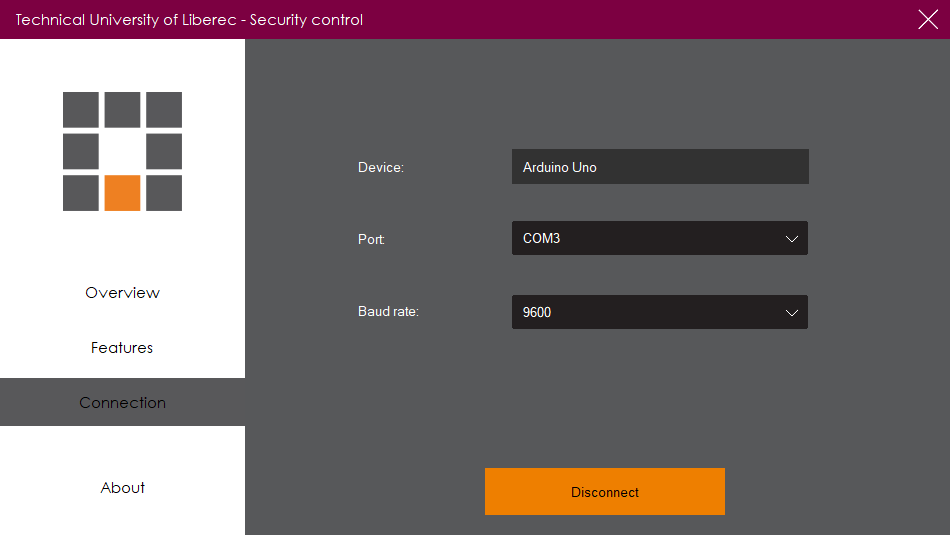 Technical University of Liberec - Security control
Overview
Features
Connection
About
Device:
Arduino Uno
Port:
COM3
Baud rate:
9600
Disconnect